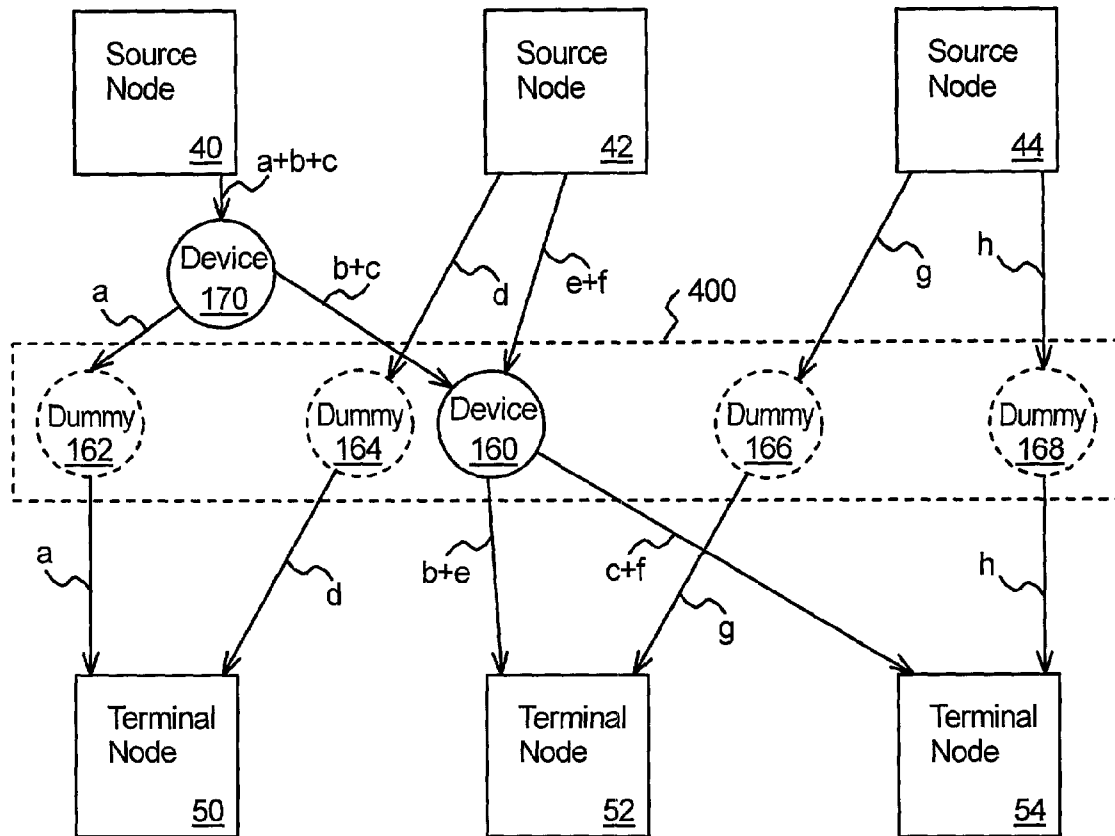 Source
Node
40
Source
Node
42
Source
Node
44
a+b+c
Device
170
a
b+c
d
e+f
400
g
h
Dummy
162
Dummy
164
Device
160
Dummy
166
Dummy
168
a
d
b+e
c+f
g
h
Terminal
Node
50
Terminal
Node
52
Terminal
Node
54